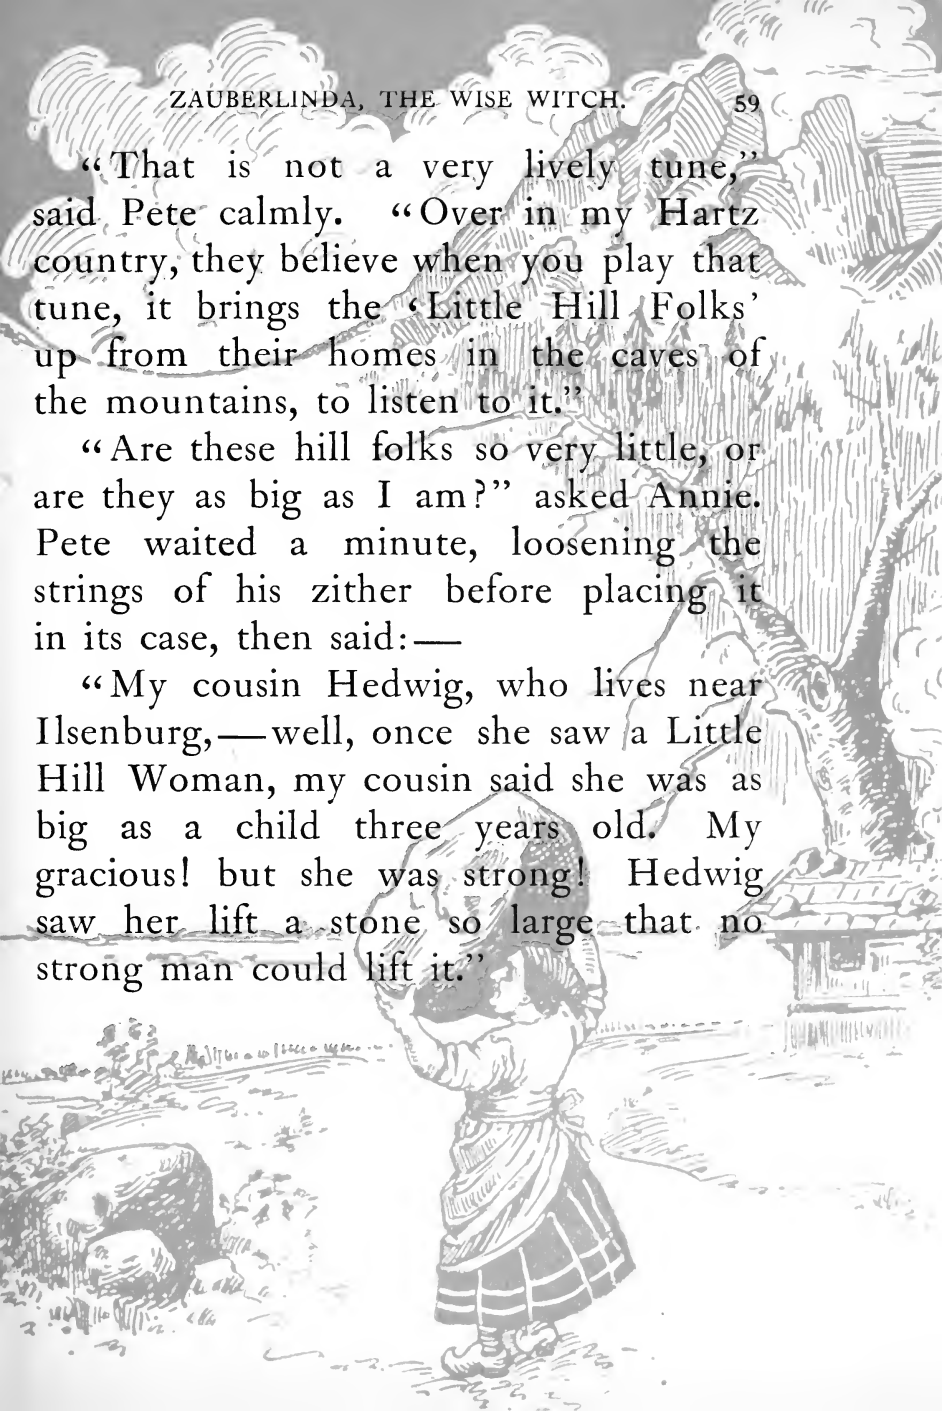 ZAUBERLINDA, THE WISE WITCH. 59
“That is not a very lively tune,”
said Pete calmly. “Over in my Hartz
country, they believe when you play that
tune, it brings the ‘Little Hill Folks’
up from their homes in the caves of
the mountains, to listen to it.”
“Are these hill folks so very little, or
are they as big as I am?” asked Annie.
Pete waited a minute, loosening the
strings of his zither before placing it
in its case, then said:—
“My cousin Hedwig, who lives near
Ilsenburg,—well, once she saw a Little
Hill Woman, my cousin said she was as
big as a child three years old. My
gracious! but she was strong! Hedwig
saw her lift a stone so large that no
strong man could lift it.”